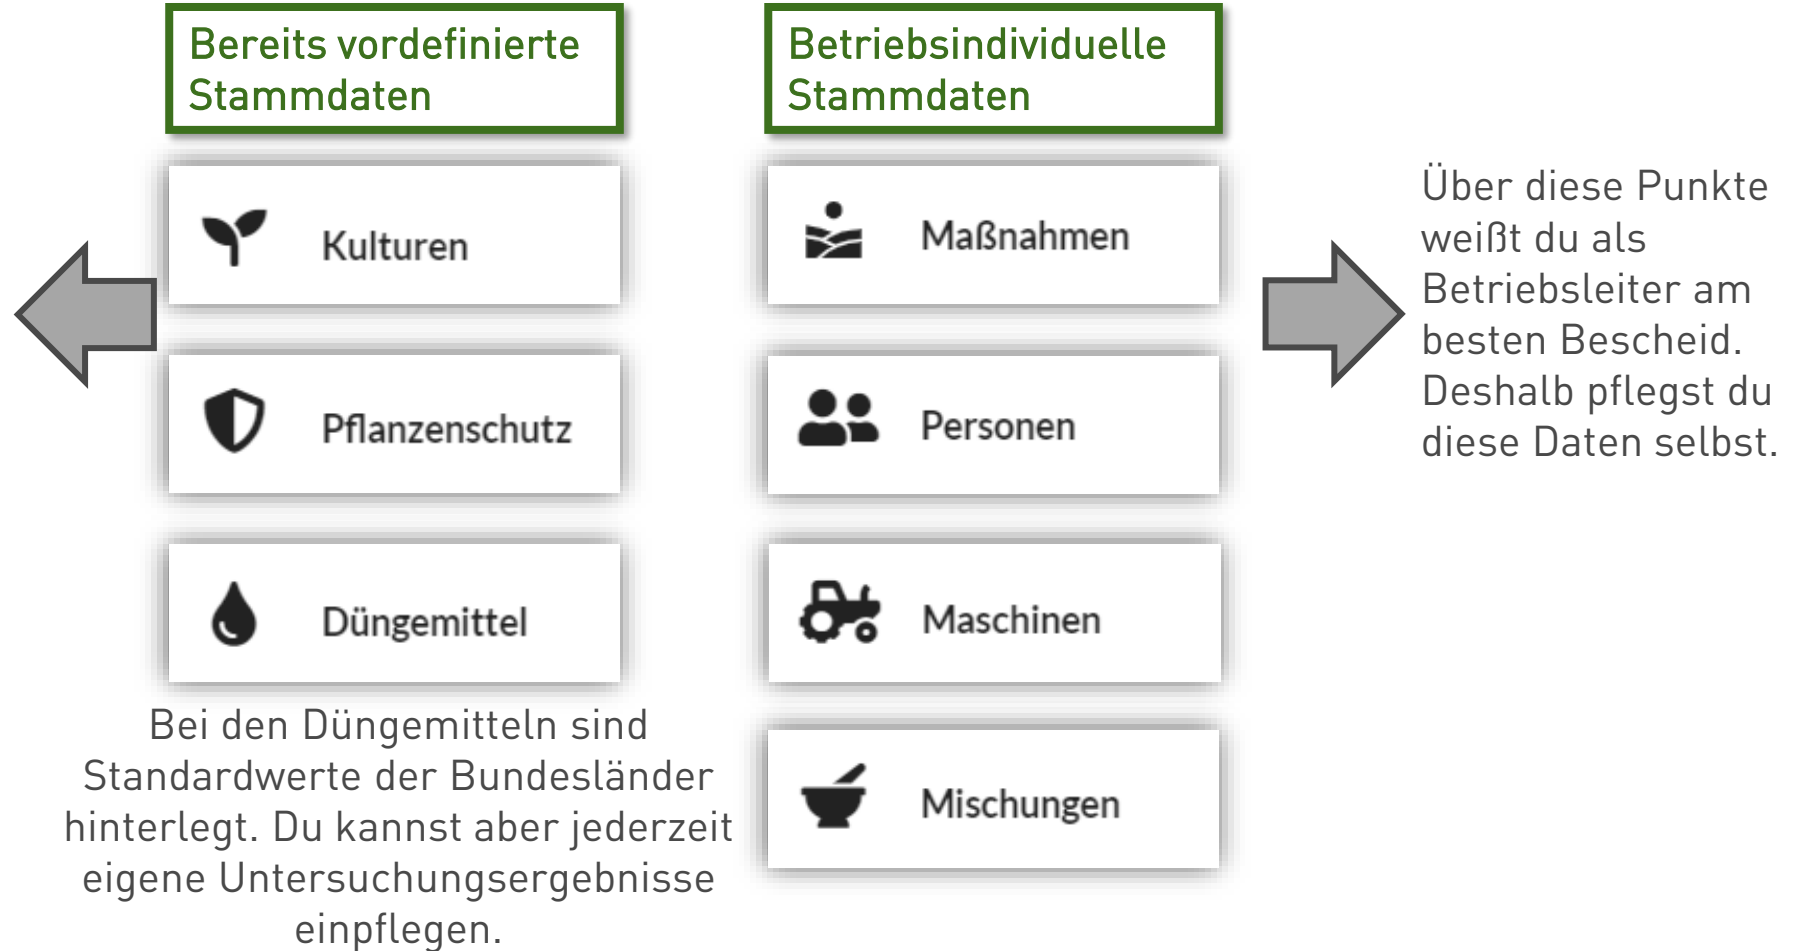 Bereits vordefinierte
Stammdaten
Kulturen
Pflanzenschutz
Düngemittel
Bei den Düngemitteln sind
Standardwerte der Bundesländer
hinterlegt. Du kannst aber jederzeit
eigene Untersuchungsergebnisse
einpflegen.
Betriebsindividuelle
Stammdaten
Maßnahmen
Personen
Maschinen
Mischungen
Über diese Punkte
weißt du als
Betriebsleiter am
besten Bescheid.
Deshalb pflegst du
diese Daten selbst.